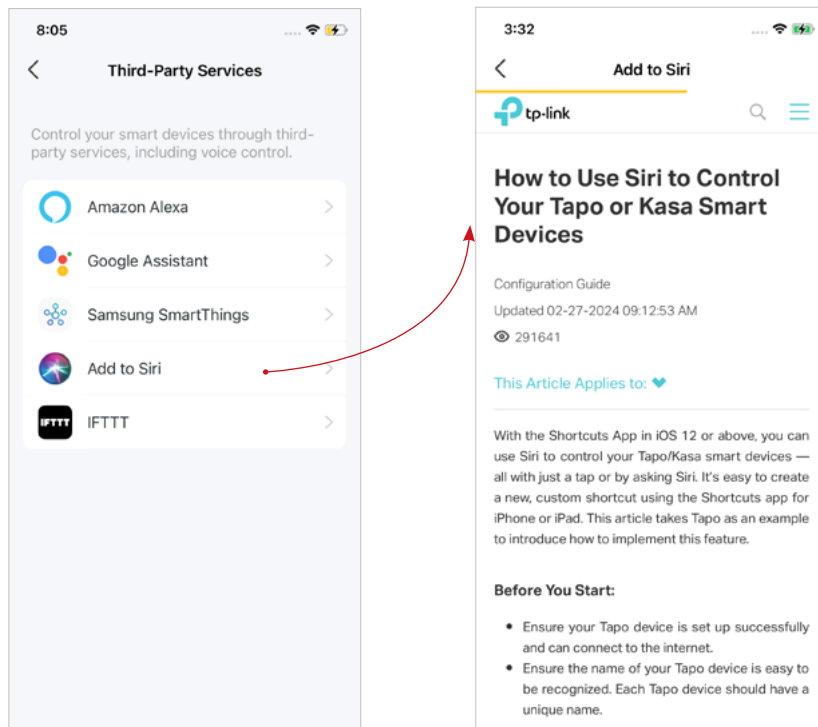 8:05
Third-Party Services
Control your smart devices through third-
party services, including voice control.
Amazon Alexa
Google Assistant
Samsung SmartThings
Add to Siri
IFTTT
IFTTT
3:32
Add to Siri
tp-link
How to Use Siri to Control
Your Tapo or Kasa Smart
Devices
Configuration Guide
Updated 02-27-2024 09:12:53 AM
291641
This Article Applies to:
With the Shortcuts App in iOS 12 or above, you can
use Siri to control your Tapo/Kasa smart devices —
all with just a tap or by asking Siri. It's easy to create
a new, custom shortcut using the Shortcuts app for
iPhone or iPad. This article takes Tapo as an example
to introduce how to implement this feature.
Before You Start:
• Ensure your Tapo device is set up successfully
and can connect to the internet.
• Ensure the name of your Tapo device is easy to
be recognized. Each Tapo device should have a
unique name.